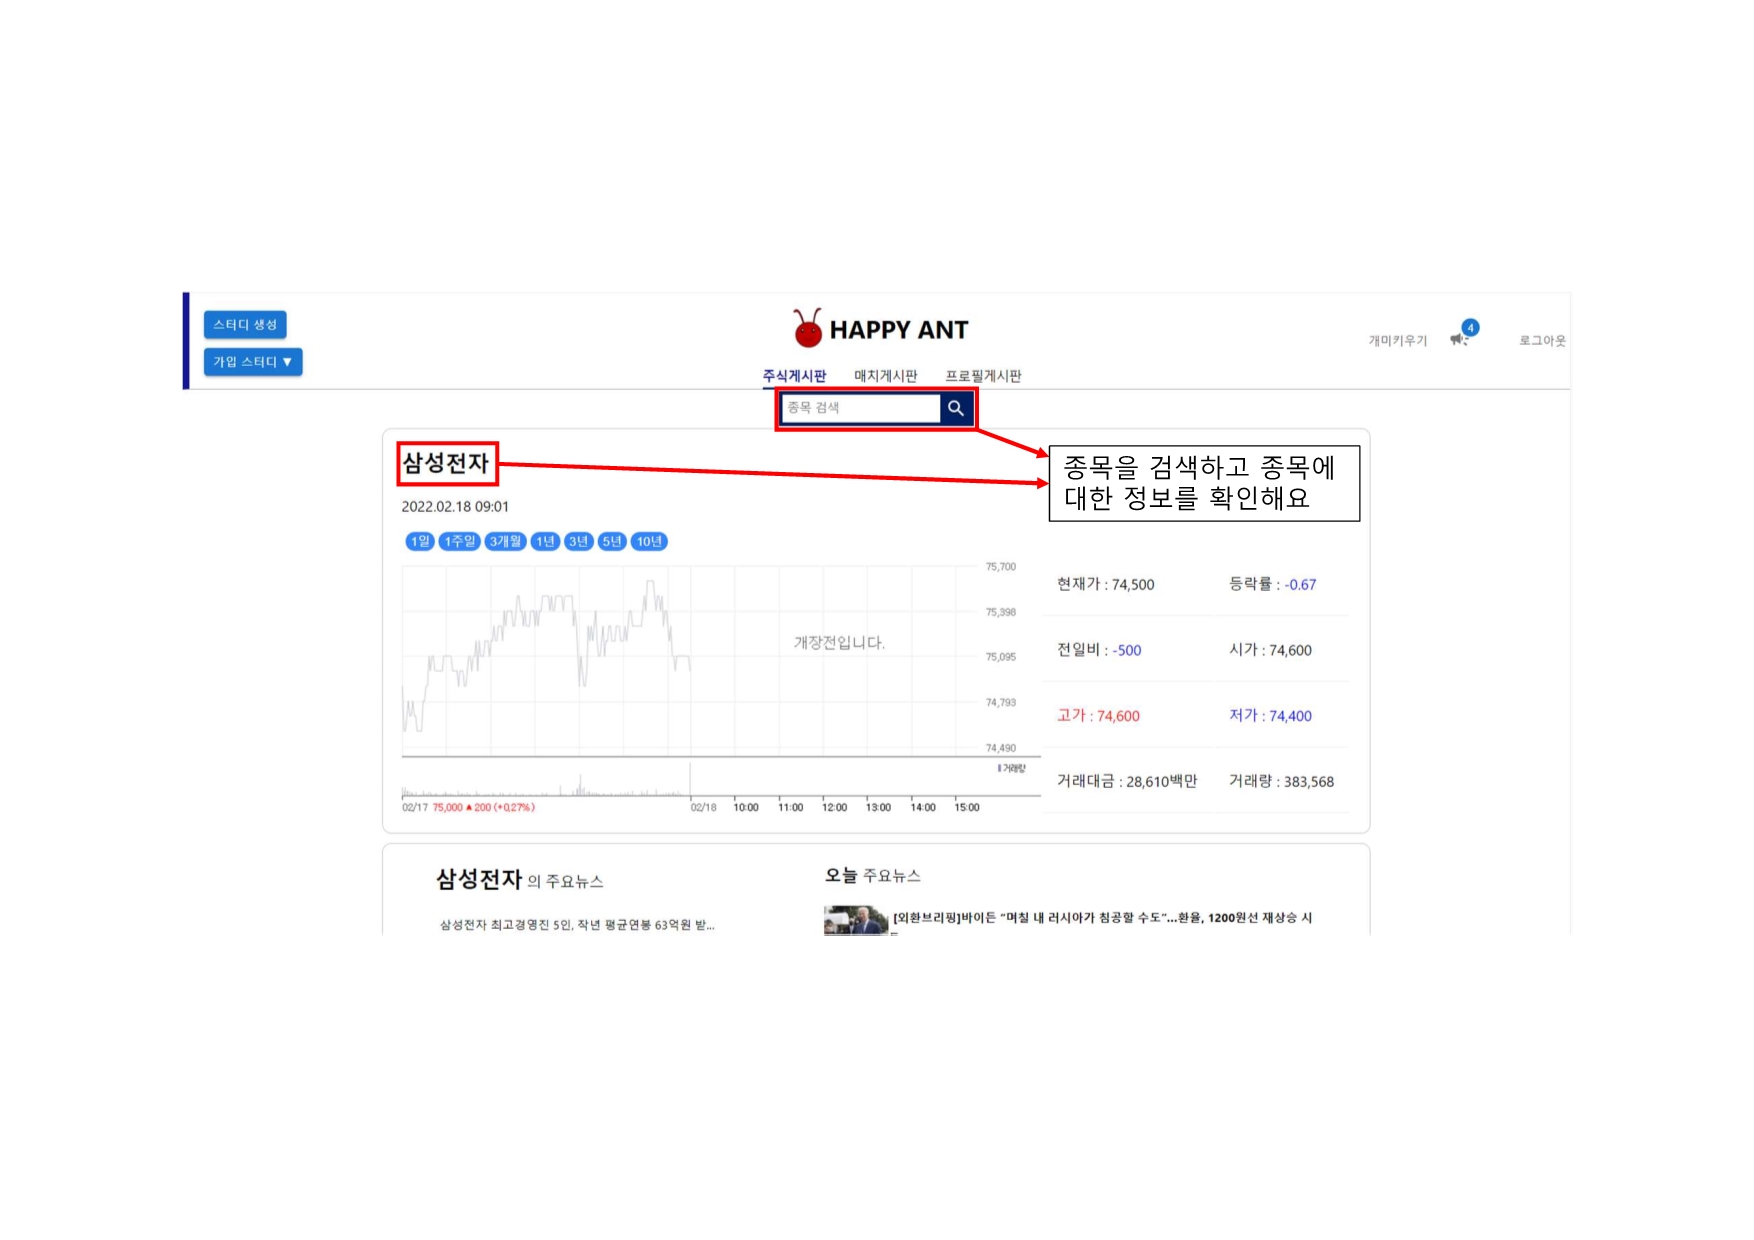 스터디 생성
가입 스터디 ▼
HAPPY ANT
개미키우기
4
로그아웃
주식게시판 매치게시판 프로필게시판
종목 검색
삼성전자
종목을 검색하고 종목에
대한 정보를 확인해요
2022.02.18 09:01
1일 1주일 3개월 1년 3년 5년 10년
75,700
75,398
75,095
74,793
74,490
개장전입니다.
거래량
02/17 75,000 ▲200 (+0.27%)
02/18 10:00 11:00 12:00 13:00 14:00 15:00
현재가 : 74,500 등락률 : -0.67
전일비 : -500 시가 : 74,600
고가 : 74,600 저가 : 74,400
거래대금 : 28,610백만 거래량 : 383,568
삼성전자 의 주요뉴스
삼성전자 최고경영진 5인, 작년 평균연봉 63억원 받...
오늘 주요뉴스
[외환브리핑]바이든 “며칠 내 러시아가 침공할 수도”...환율, 1200원선 재상승 시